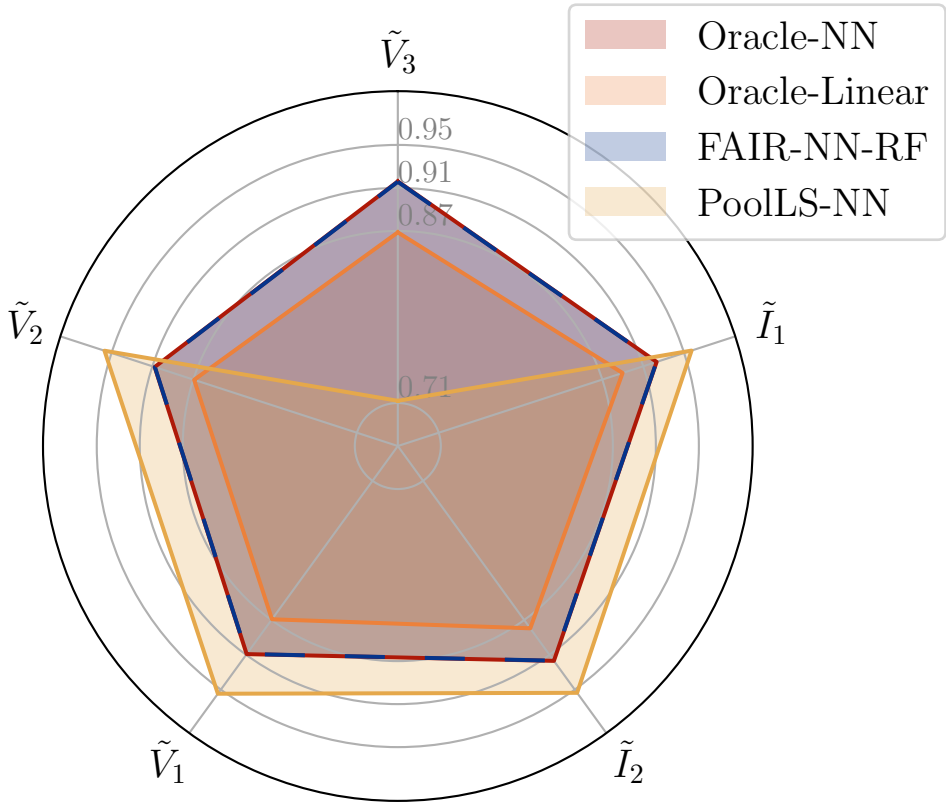 Ṽ₃
0.95
0.91
0.87
0.71
Ṽ₂
Ĩ₁
Ṽ₁
Ĩ₂
Oracle-NN
Oracle-Linear
FAIR-NN-RF
PoolLS-NN